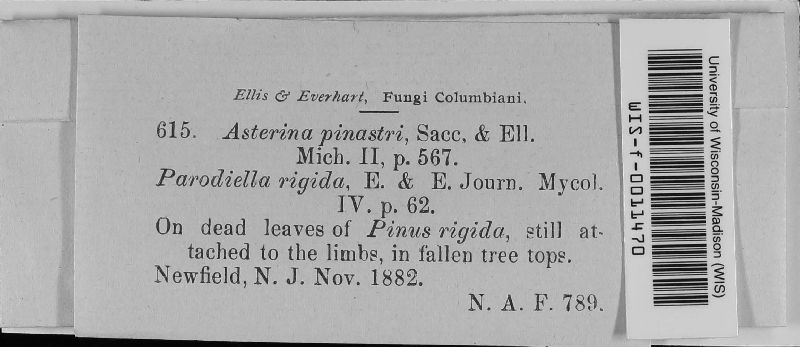 Ellis & Everhart, Fungi Columbiani.
615. Asterina pinastri, Sacc, & Ell.
Mich. II, p. 567.
Parodiella rigida, E. & E. Journ. Mycol.
IV. p. 62.
On dead leaves of Pinus rigida, still at-
tached to the limbs, in fallen tree tops.
Newfield, N. J. Nov. 1882.
N. A. F. 789.
University of Wisconsin-Madison (WIS)
WIS-f-0011470